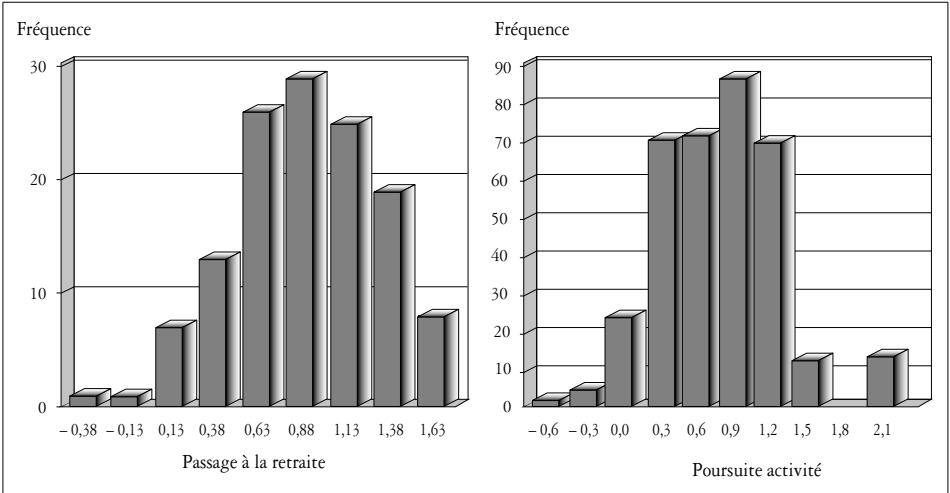 Fréquence
30
20
10
0
– 0,38 – 0,13 0,13 0,38 0,63 0,88 1,13 1,38 1,63
Passage à la retraite
Fréquence
90
80
70
60
50
40
30
20
10
0
– 0,6 – 0,3 0,0 0,3 0,6 0,9 1,2 1,5 1,8 2,1
Poursuite activité